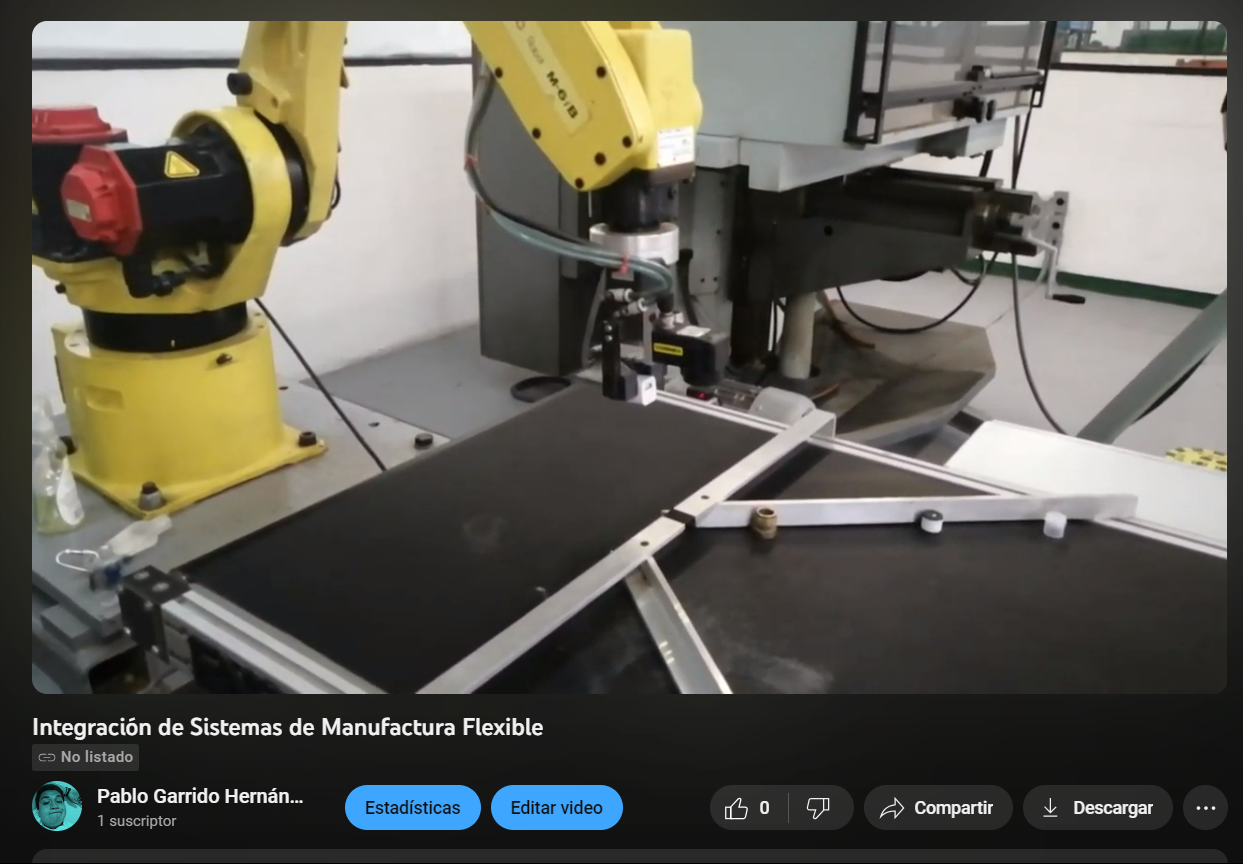 Robot M-6iB
Integración de Sistemas de Manufactura Flexible
No listado
Pablo Garrido Hernán...
1 suscriptor
Estadísticas
Editar video
0
Compartir
Descargar